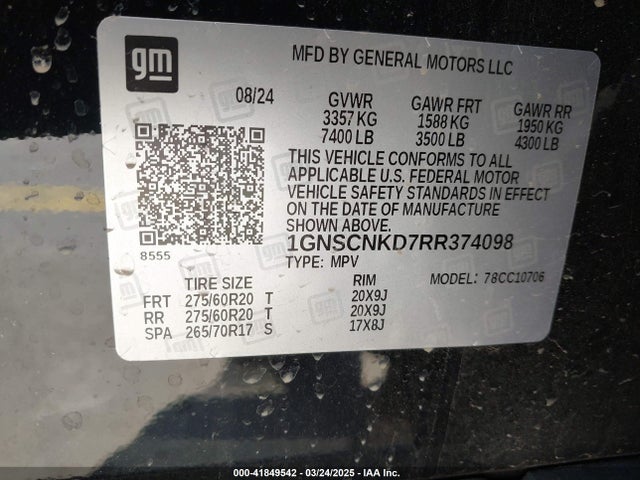 gm
MFD BY GENERAL MOTORS LLC
08/24
GVWR
3357 KG
7400 LB
GAWR FRT
1588 KG
3500 LB
GAWR RR
1950 KG
4300 LB
THIS VEHICLE CONFORMS TO ALL
APPLICABLE U.S. FEDERAL MOTOR
VEHICLE SAFETY STANDARDS IN EFFECT
ON THE DATE OF MANUFACTURE
SHOWN ABOVE.
1GNSCNKD7RR374098
TYPE: MPV
MODEL: 78CC10706
8555
TIRE SIZE RIM
FRT 275/60R20 T 20X9J
RR 275/60R20 T 20X9J
SPA 265/70R17 S 17X8J
000-41849542 — 03/24/2025 — IAA Inc.